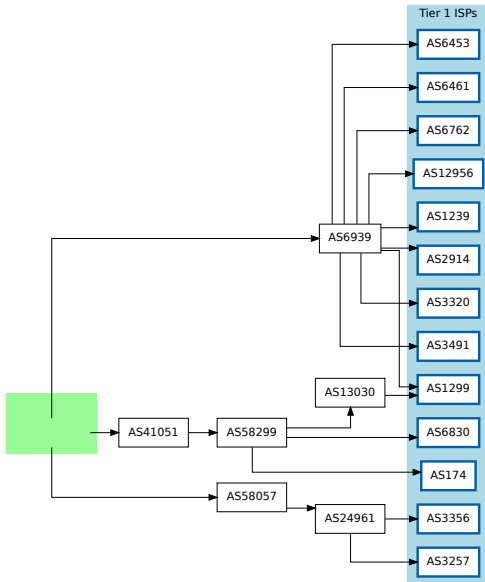 Tier 1 ISPs
AS6453
AS6461
AS6762
AS12956
AS1239
AS6939
AS2914
AS3320
AS3491
AS1299
AS13030
AS41051
AS58299
AS6830
AS174
AS58057
AS24961
AS3356
AS3257